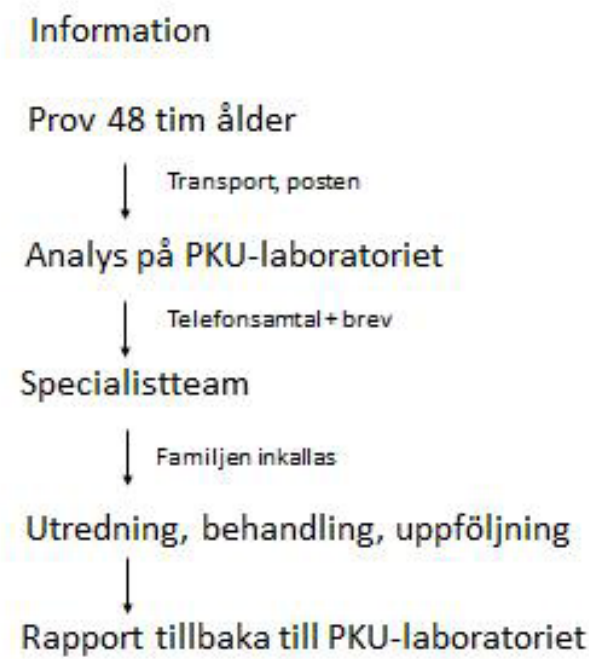 Information
Prov 48 tim ålder
Transport, posten
Analys på PKU-laboratoriet
Telefonsamtal + brev
Specialistteam
Familjen inkallas
Utredning, behandling, uppföljning
Rapport tillbaka till PKU-laboratoriet